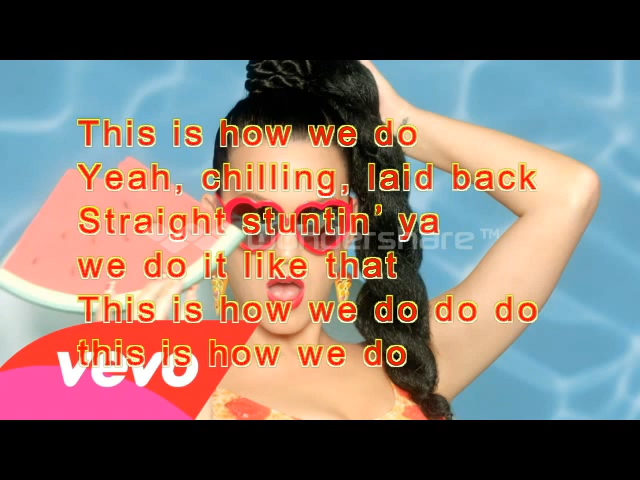 This is how we do
Yeah, chilling, laid back
Straight stuntin' ya
wondershare™
we do it like that
This is how we do do do
this is how we do
vevo